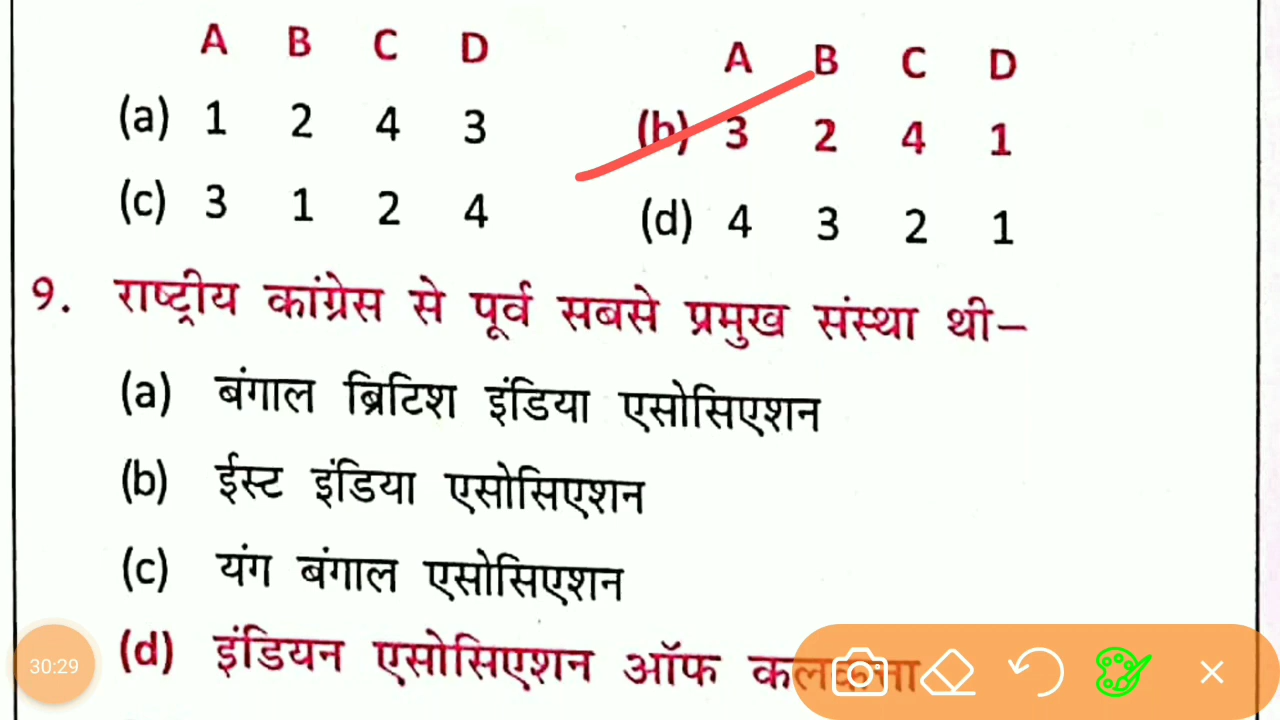 A B C D
A B C D
(a) 1 2 4 3
(b) 3 2 4 1
(c) 3 1 2 4
(d) 4 3 2 1
9. राष्ट्रीय कांग्रेस से पूर्व सबसे प्रमुख संस्था थी–
(a) बंगाल ब्रिटिश इंडिया एसोसिएशन
(b) ईस्ट इंडिया एसोसिएशन
(c) यंग बंगाल एसोसिएशन
(d) इंडियन एसोसिएशन ऑफ कलकत्ता
30:29